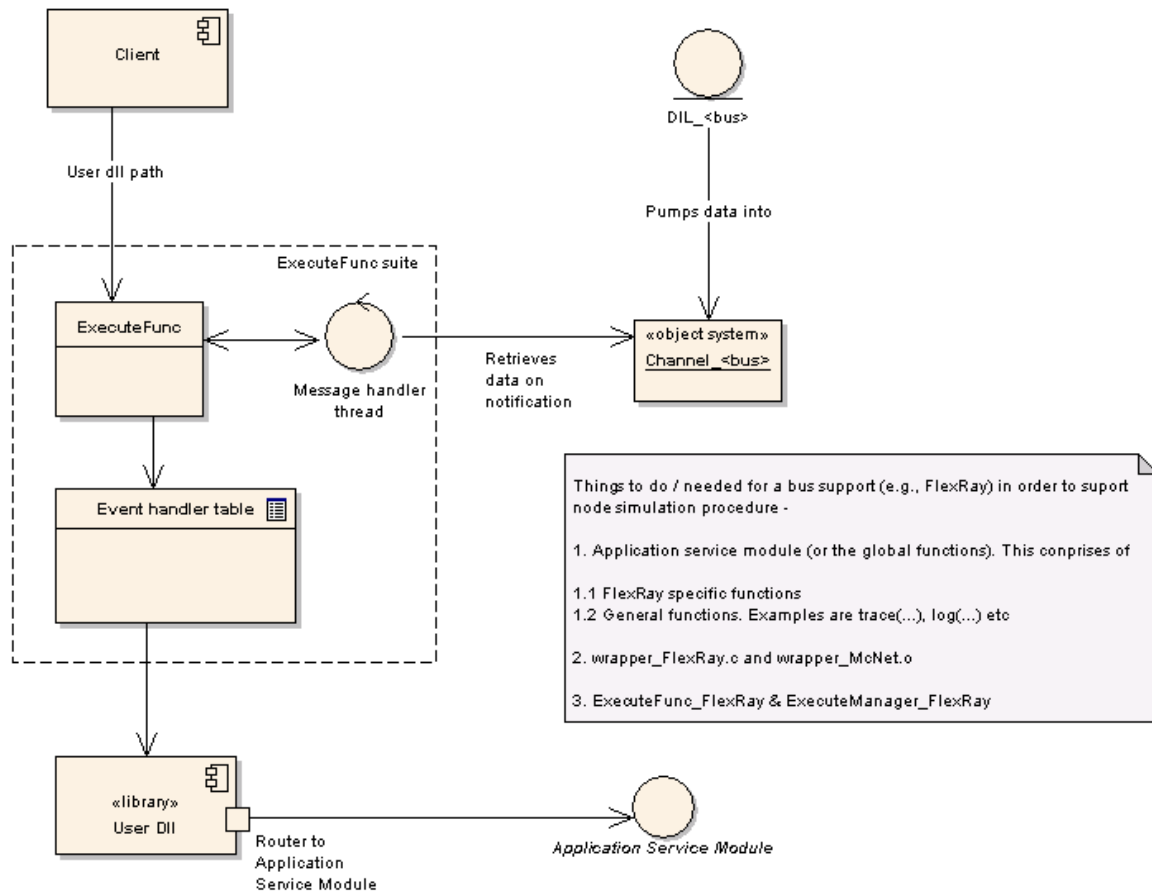 Client
DIL_<bus>
User dll path
Pumps data into
ExecuteFunc suite
ExecuteFunc
Message handler
thread
Retrieves
data on
notification
«object system»
Channel_<bus>
Event handler table
Things to do / needed for a bus support (e.g., FlexRay) in order to suport
node simulation procedure -
1. Application service module (or the global functions). This conprises of
1.1 FlexRay specific functions
1.2 General functions. Examples are trace(...), log(...) etc
2. wrapper_FlexRay.c and wrapper_McNet.o
3. ExecuteFunc_FlexRay & ExecuteManager_FlexRay
«library»
User Dll
Router to
Application
Service Module
Application Service Module